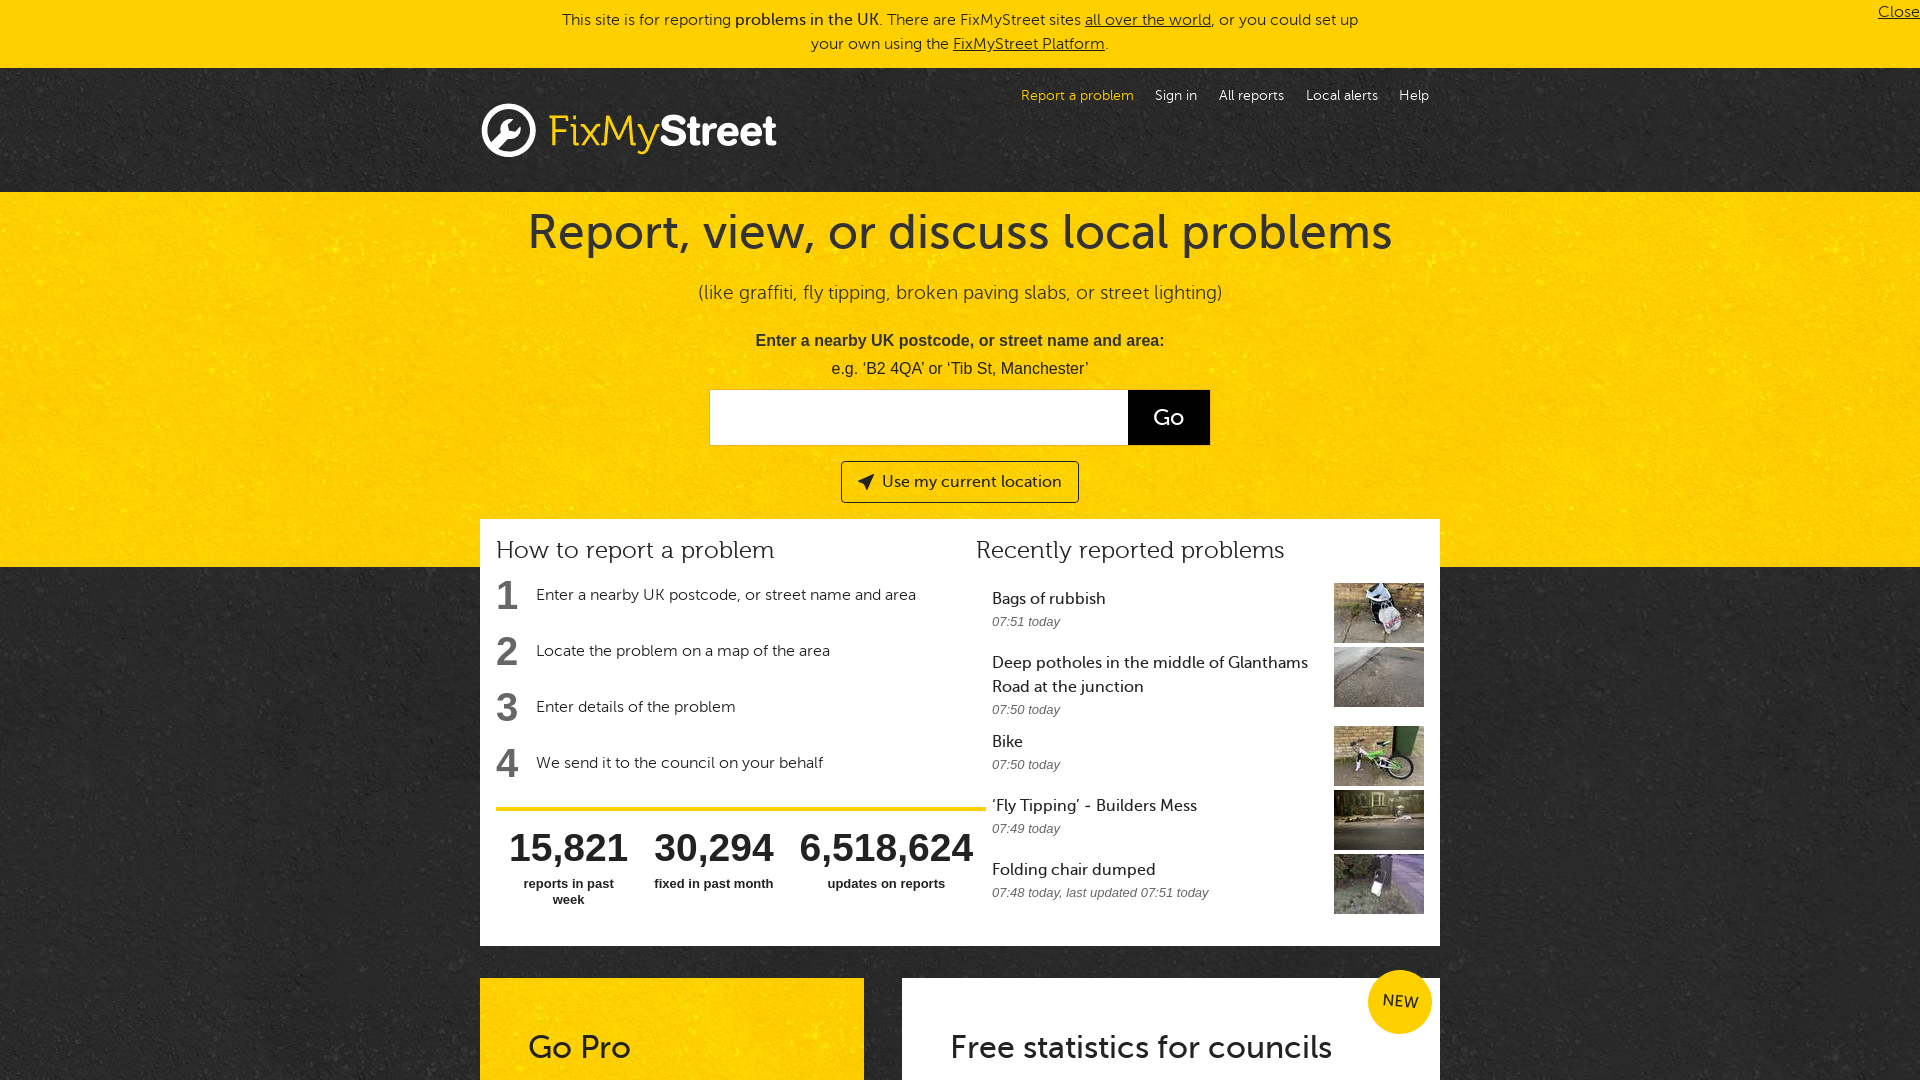 This site is for reporting problems in the UK. There are FixMyStreet sites all over the world, or you could set up
your own using the FixMyStreet Platform.
Close
Report a problem Sign in All reports Local alerts Help
FixMyStreet
Report, view, or discuss local problems
(like graffiti, fly tipping, broken paving slabs, or street lighting)
Enter a nearby UK postcode, or street name and area:
e.g. ‘B2 4QA’ or ‘Tib St, Manchester’
Go
Use my current location
How to report a problem
1 Enter a nearby UK postcode, or street name and area
2 Locate the problem on a map of the area
3 Enter details of the problem
4 We send it to the council on your behalf
15,821 30,294 6,518,624
reports in past fixed in past month updates on reports
week
Recently reported problems
Bags of rubbish
07:51 today
Deep potholes in the middle of Glanthams
Road at the junction
07:50 today
Bike
07:50 today
‘Fly Tipping’ - Builders Mess
07:49 today
Folding chair dumped
07:48 today, last updated 07:51 today
Go Pro
NEW
Free statistics for councils